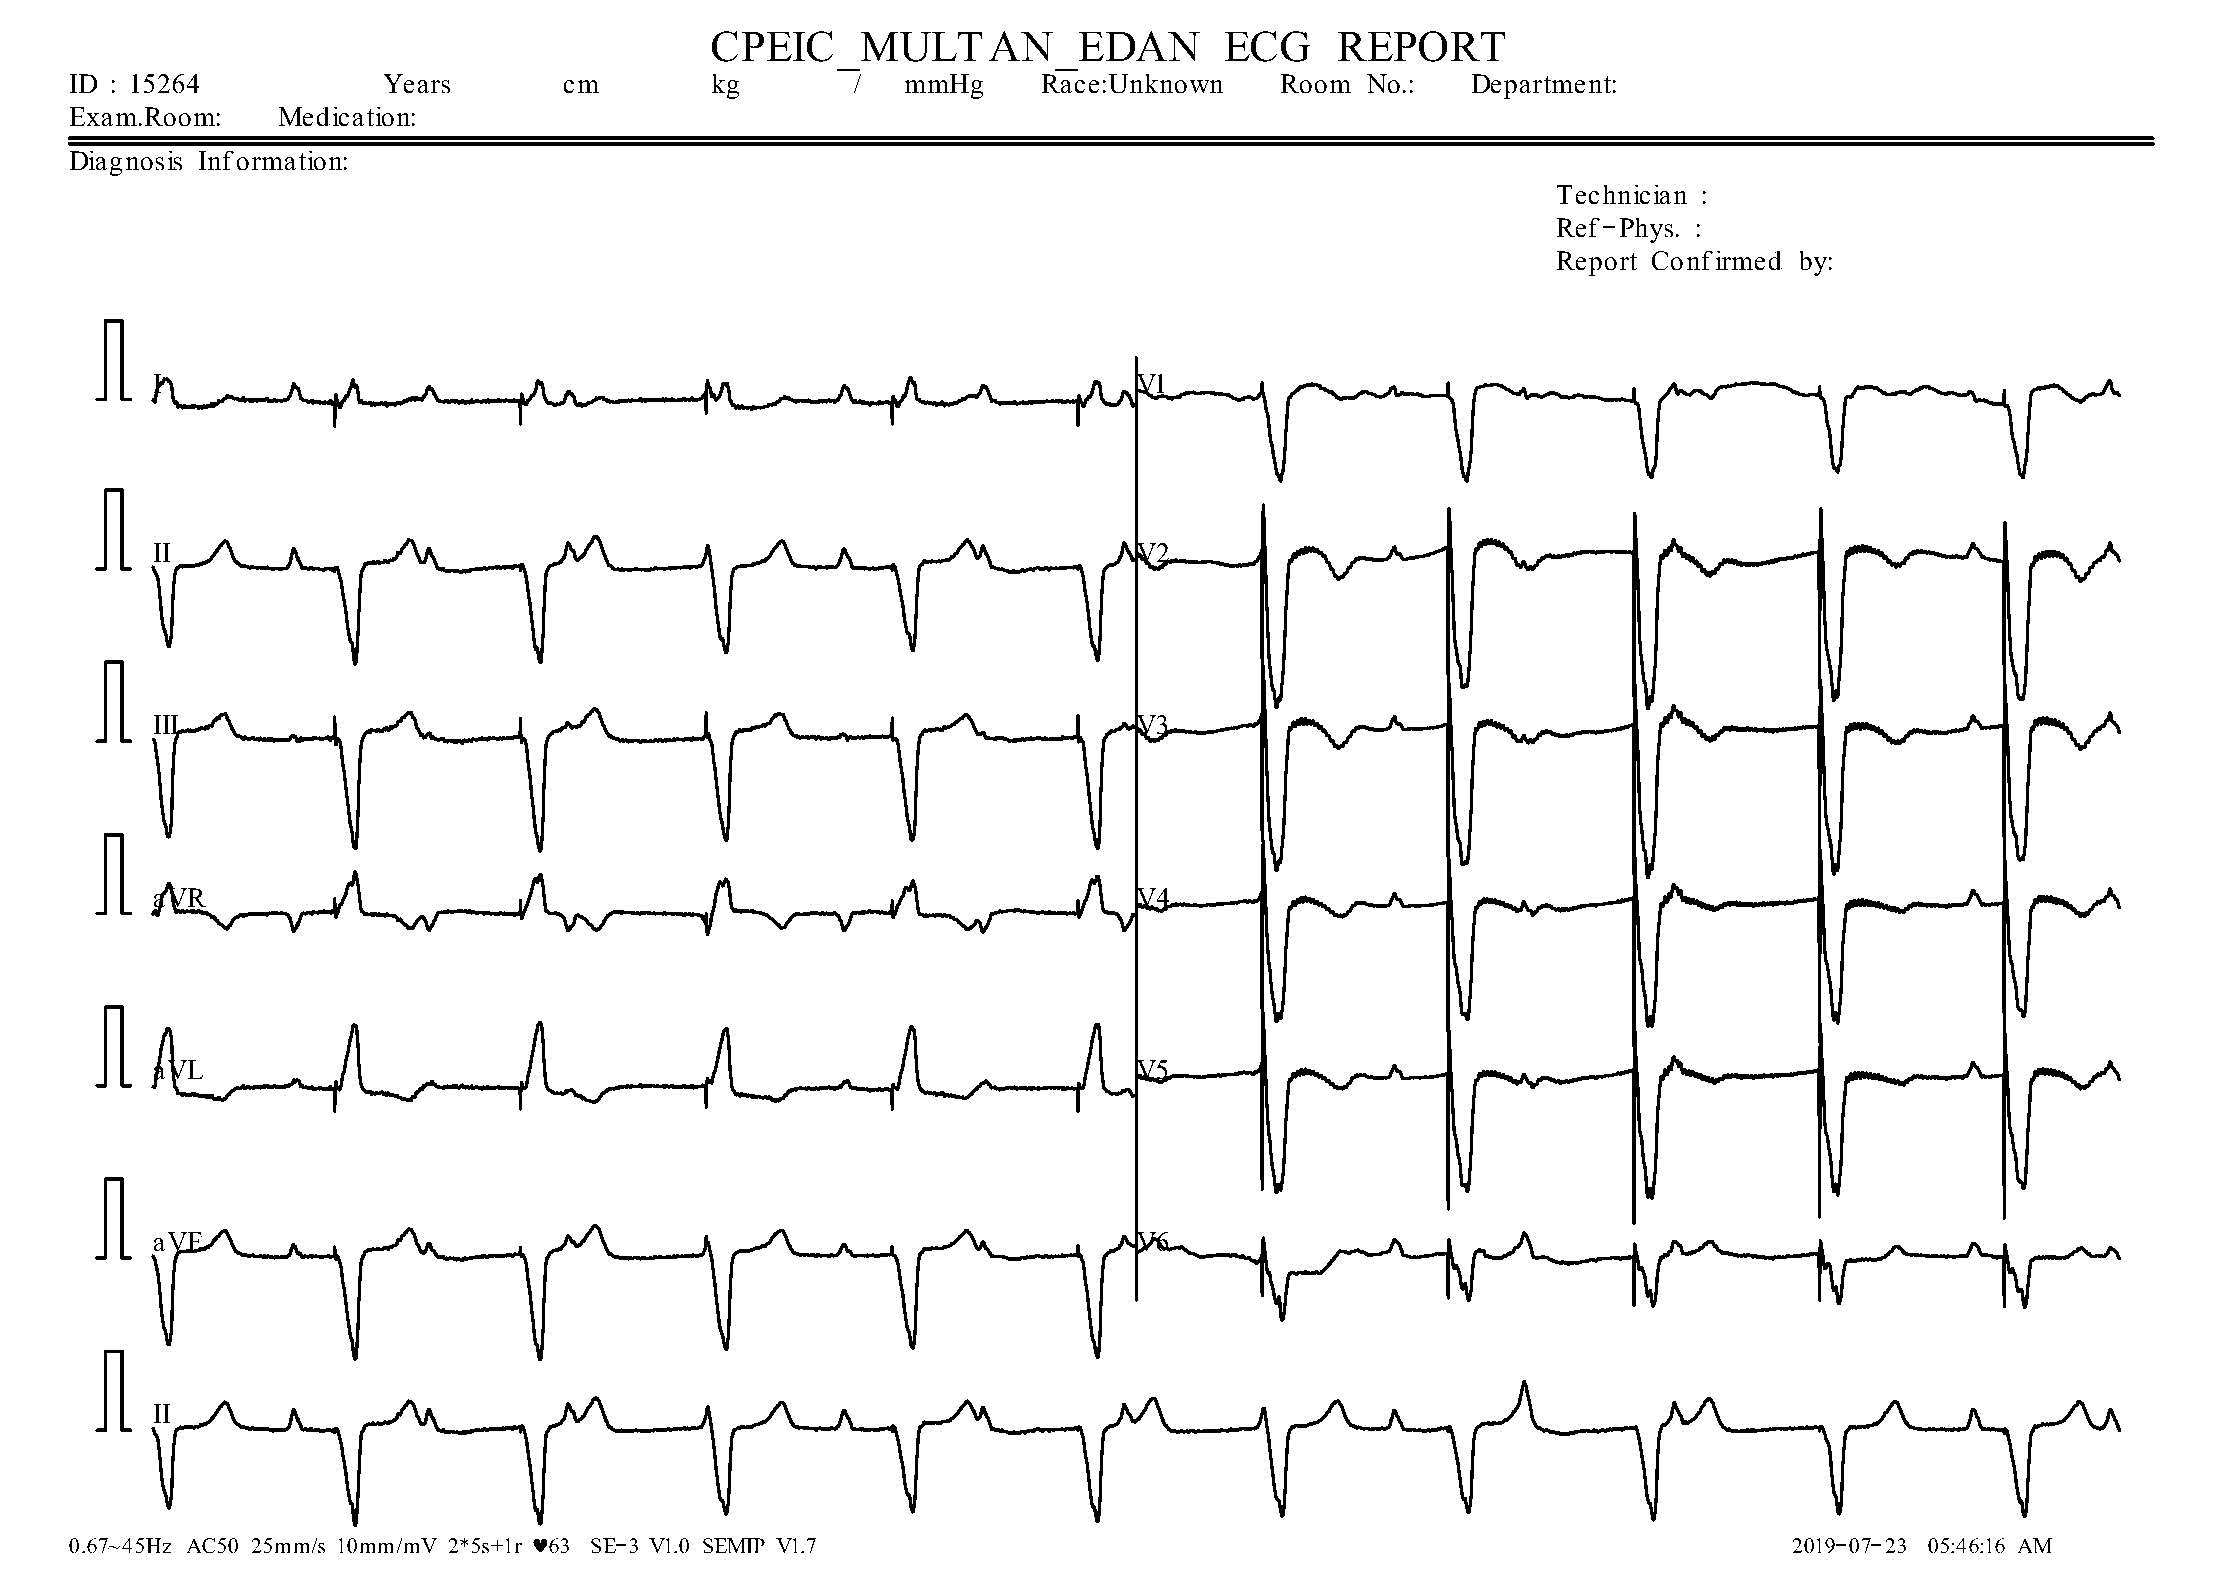 CPEIC_MULTAN_EDAN ECG REPORT
ID : 15264 Years cm kg / mmHg Race:Unknown Room No.: Department:
Exam.Room: Medication:
Diagnosis Information:
Technician :
Ref-Phys. :
Report Confirmed by:
I V1
II V2
III V3
aVR V4
aVL V5
aVF V6
II
0.67~45Hz AC50 25mm/s 10mm/mV 2*5s+1r ♥63 SE-3 V1.0 SEMIP V1.7 2019-07-23 05:46:16 AM